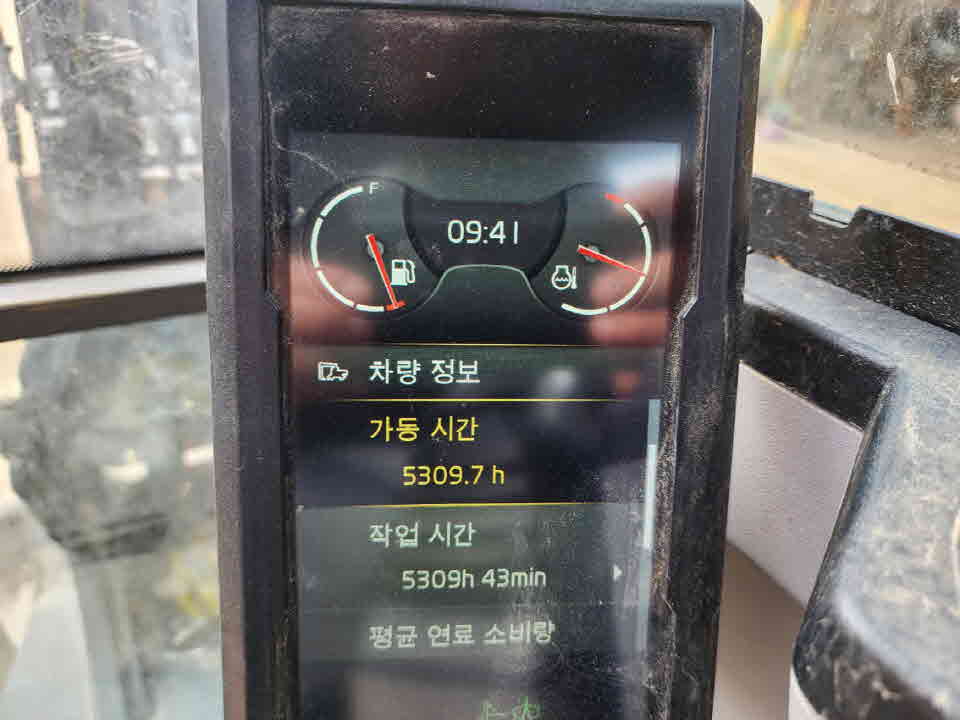 F
09:41
차량 정보
가동 시간
5309.7 h
작업 시간
5309h 43min
평균 연료 소비량